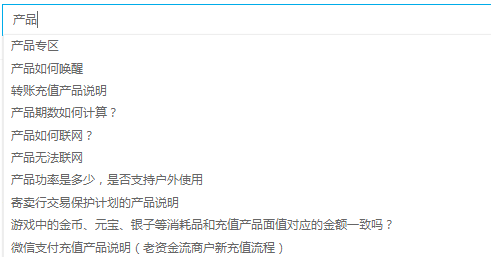 产品
产品专区
产品如何唤醒
转账充值产品说明
产品期数如何计算？
产品如何联网？
产品无法联网
产品功率是多少，是否支持户外使用
寄卖行交易保护计划的产品说明
游戏中的金币、元宝、银子等消耗品和充值产品面值对应的金额一致吗？
微信支付充值产品说明（老资金流商户新充值流程）